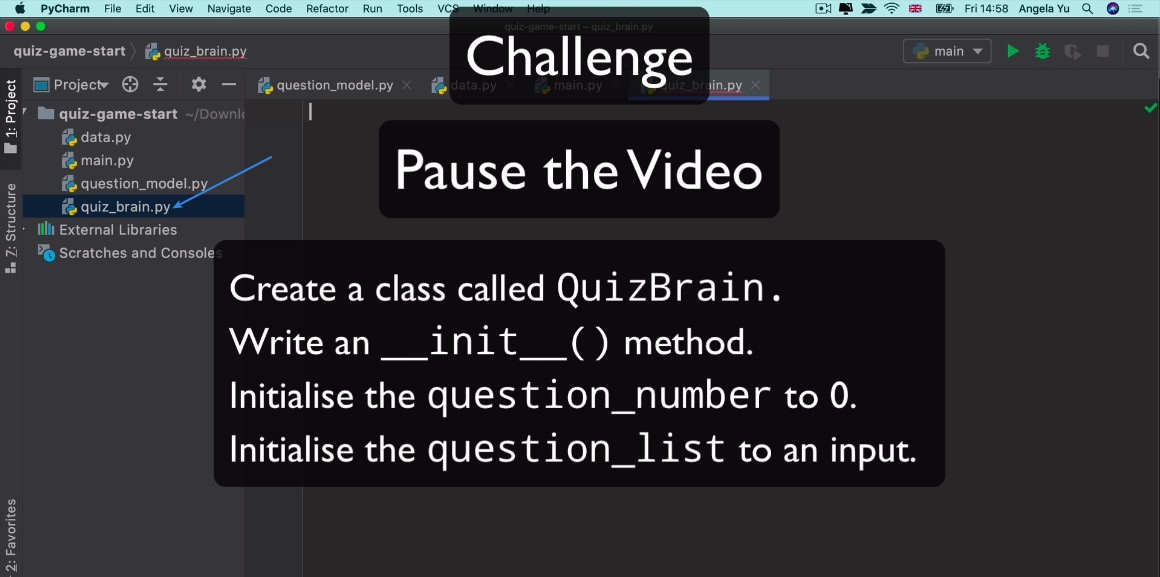 PyCharm File Edit View Navigate Code Refactor Run Tools VCS Window Help Fri 14:58 Angela Yu
quiz-game-start – quiz_brain.py
quiz-game-start quiz_brain.py main
Project question_model.py data.py main.py quiz_brain.py
1: Project
quiz-game-start ~/Downlo
data.py
main.py
question_model.py
quiz_brain.py
External Libraries
Scratches and Consoles
7: Structure
2: Favorites
Challenge
Pause the Video
Create a class called QuizBrain.
Write an __init__() method.
Initialise the question_number to 0.
Initialise the question_list to an input.